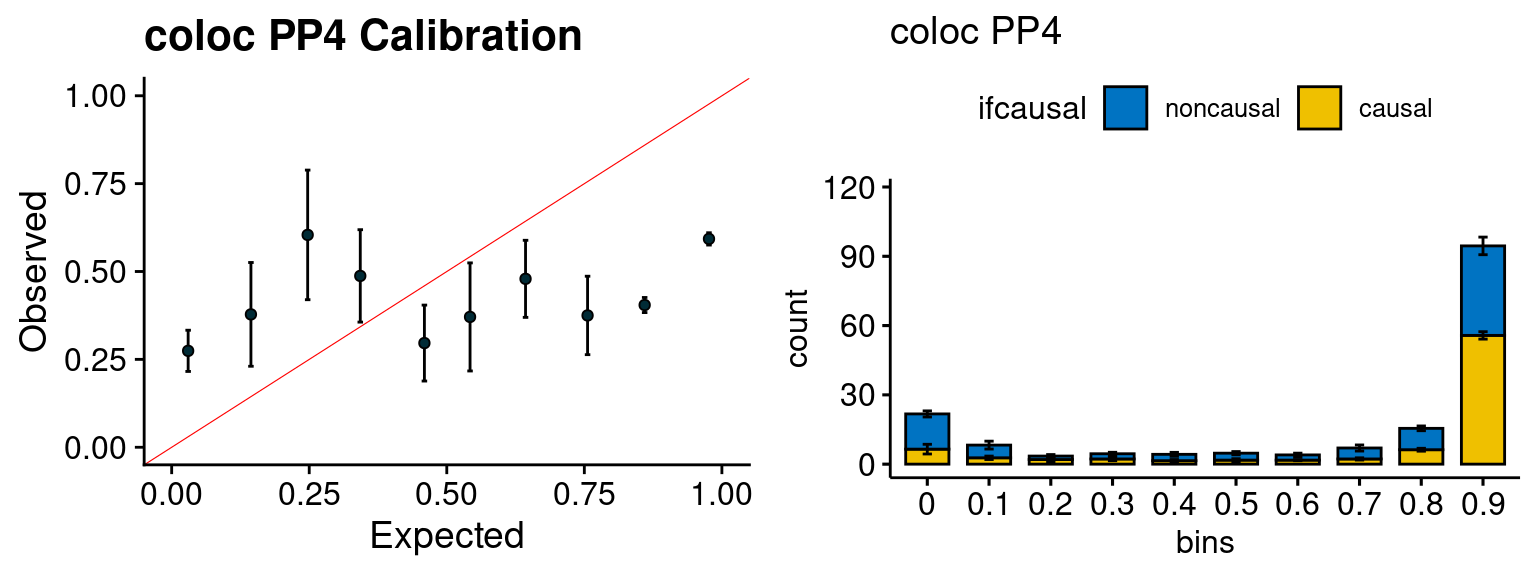 coloc PP4 Calibration
Observed
1.00
0.75
0.50
0.25
0.00
0.00 0.25 0.50 0.75 1.00
Expected
coloc PP4
ifcausal noncausal causal
count
120
90
60
30
0
0 0.1 0.2 0.3 0.4 0.5 0.6 0.7 0.8 0.9
bins